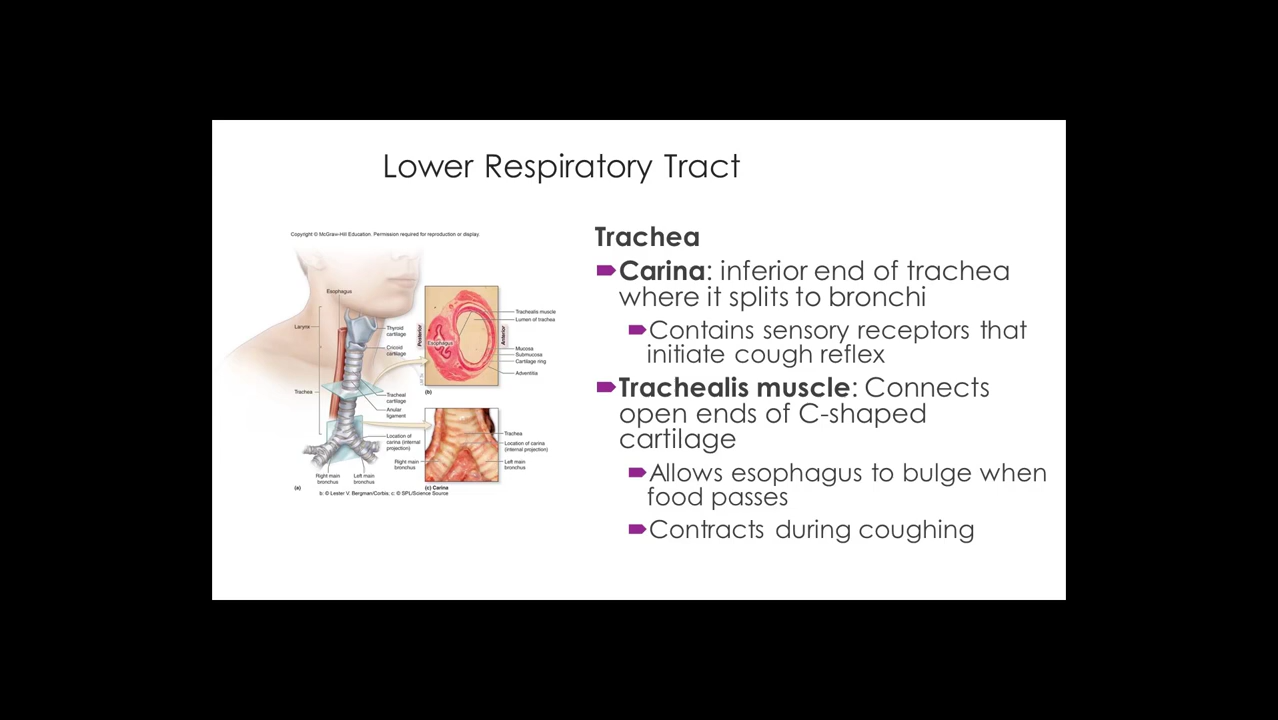 Lower Respiratory Tract
Copyright © McGraw-Hill Education. Permission required for reproduction or display.
Esophagus
Larynx
Thyroid
cartilage
Cricoid
cartilage
Trachea
Tracheal
cartilage
Anular
ligament
Location of
carina (internal
projection)
Right main
bronchus
Left main
bronchus
(a)
Posterior
Esophagus
Anterior
Trachealis muscle
Lumen of trachea
Mucosa
Submucosa
Cartilage ring
Adventitia
(b)
Trachea
Location of carina
(internal projection)
Right main
bronchus
Left main
bronchus
(c) Carina
b: © Lester V. Bergman/Corbis, c: © SPL/Science Source
Trachea
Carina: inferior end of trachea
where it splits to bronchi
Contains sensory receptors that
initiate cough reflex
Trachealis muscle: Connects
open ends of C-shaped
cartilage
Allows esophagus to bulge when
food passes
Contracts during coughing